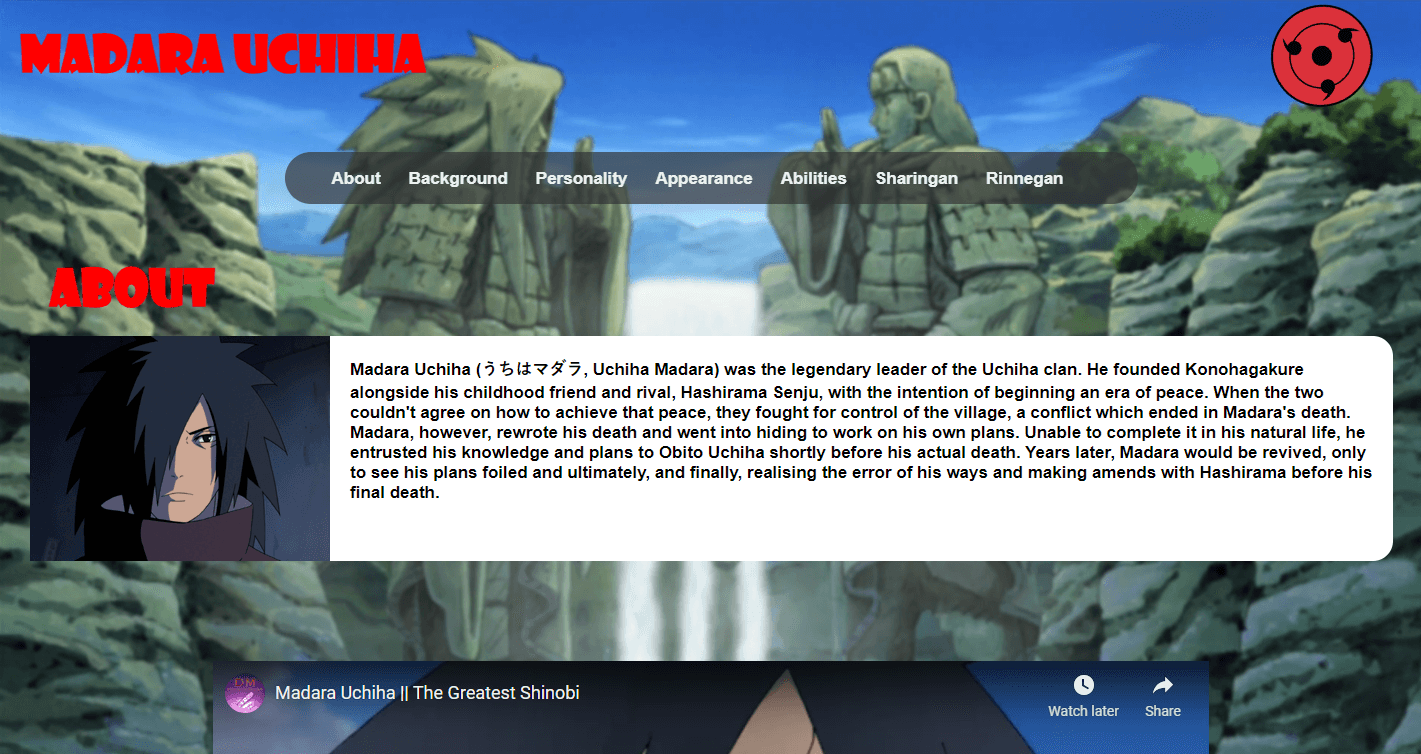 MADARA UCHIHA
About Background Personality Appearance Abilities Sharingan Rinnegan
ABOUT
Madara Uchiha (うちはマダラ, Uchiha Madara) was the legendary leader of the Uchiha clan. He founded Konohagakure
alongside his childhood friend and rival, Hashirama Senju, with the intention of beginning an era of peace. When the two
couldn't agree on how to achieve that peace, they fought for control of the village, a conflict which ended in Madara's death.
Madara, however, rewrote his death and went into hiding to work on his own plans. Unable to complete it in his natural life, he
entrusted his knowledge and plans to Obito Uchiha shortly before his actual death. Years later, Madara would be revived, only
to see his plans foiled and ultimately, and finally, realising the error of his ways and making amends with Hashirama before his
final death.
Madara Uchiha || The Greatest Shinobi
Watch later Share